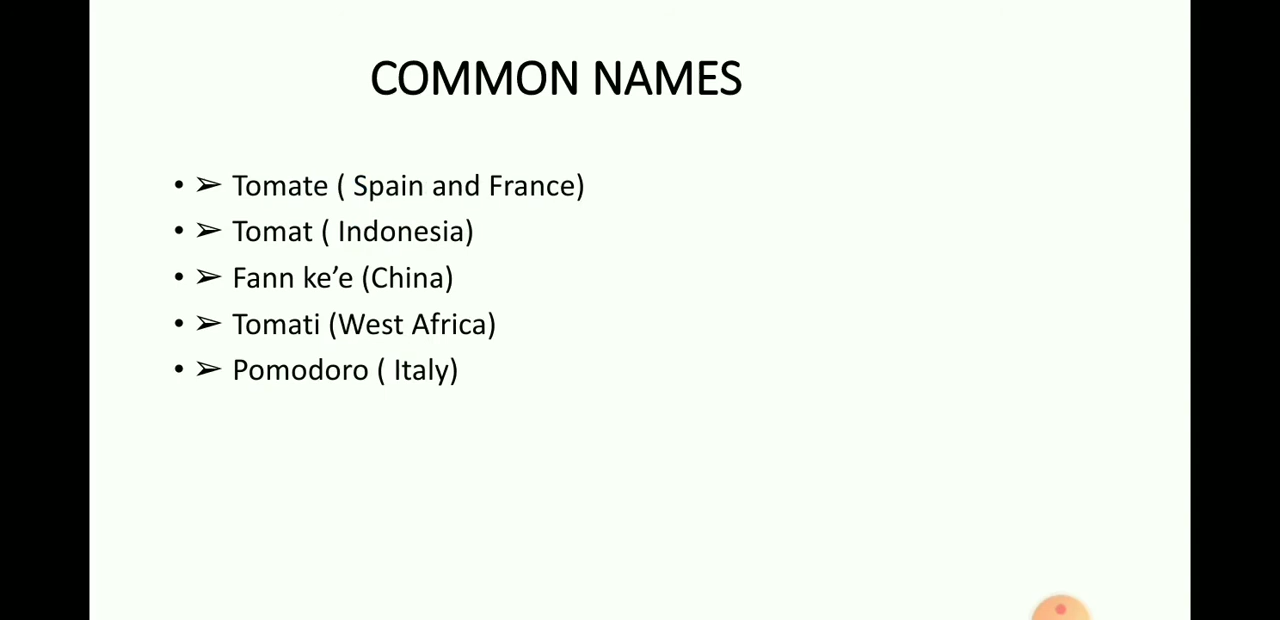 COMMON NAMES
• ➢ Tomate ( Spain and France)
• ➢ Tomat ( Indonesia)
• ➢ Fann ke’e (China)
• ➢ Tomati (West Africa)
• ➢ Pomodoro ( Italy)